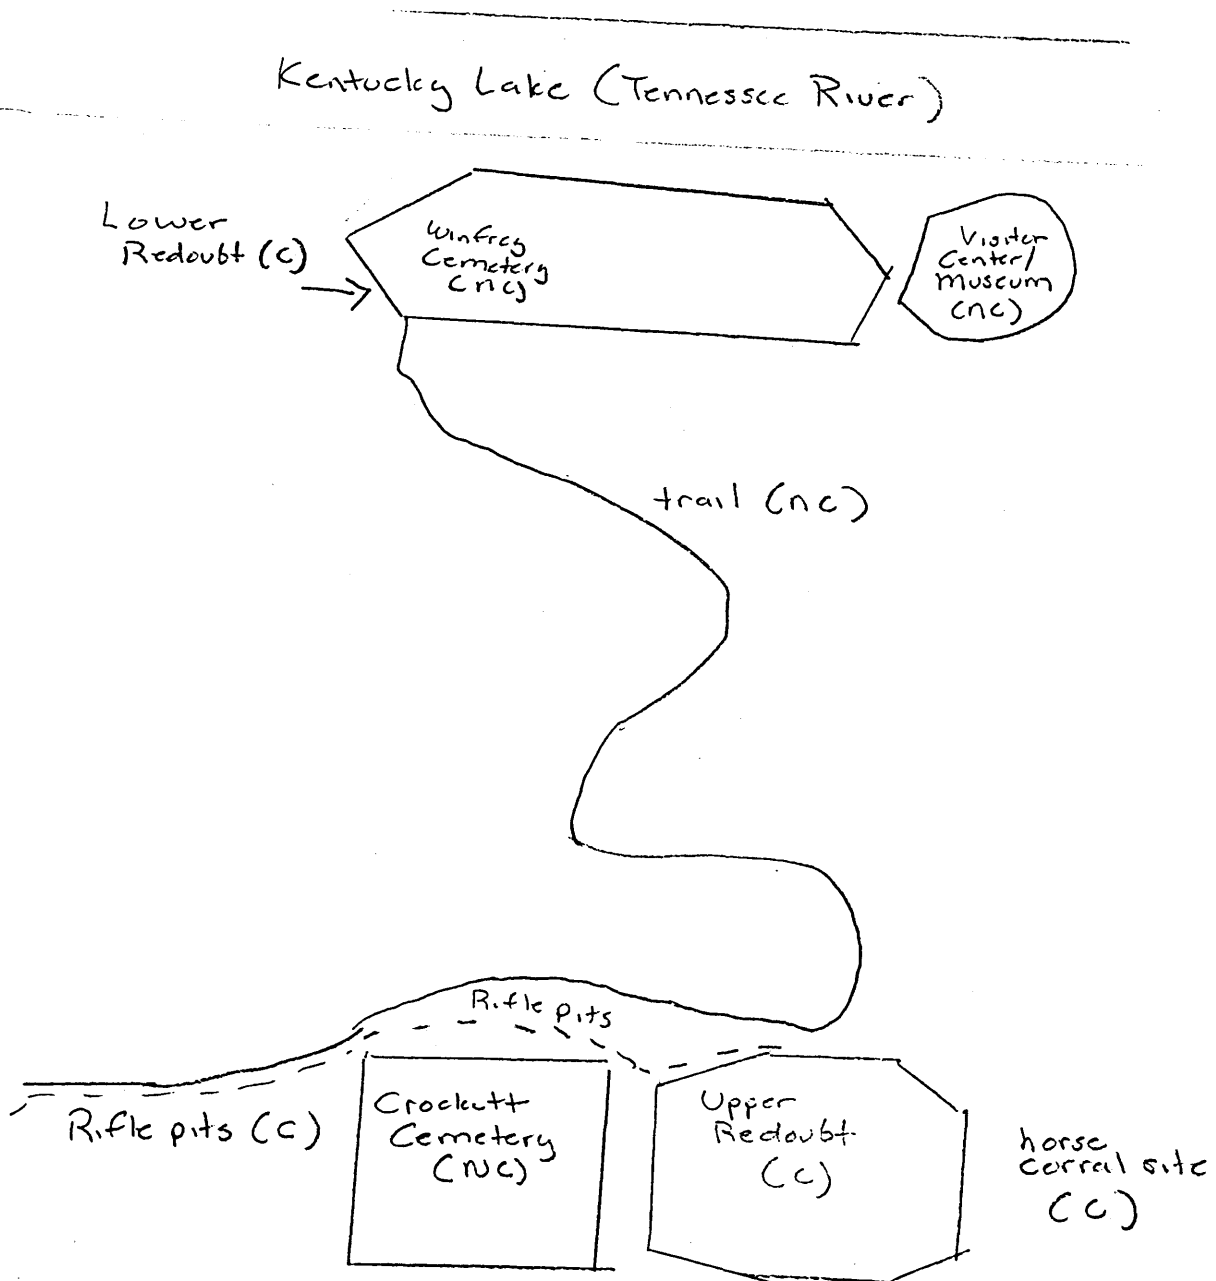 Kentucky Lake (Tennessee River)
Lower
Redoubt (c)
Winfrey
Cemetery
(nc)
Visiter
Center/
Museum
(nc)
trail (nc)
Rifle pits
Rifle pits (c)
Crockett
Cemetery
(NC)
Upper
Redoubt
(c)
horse
corral site
(c)